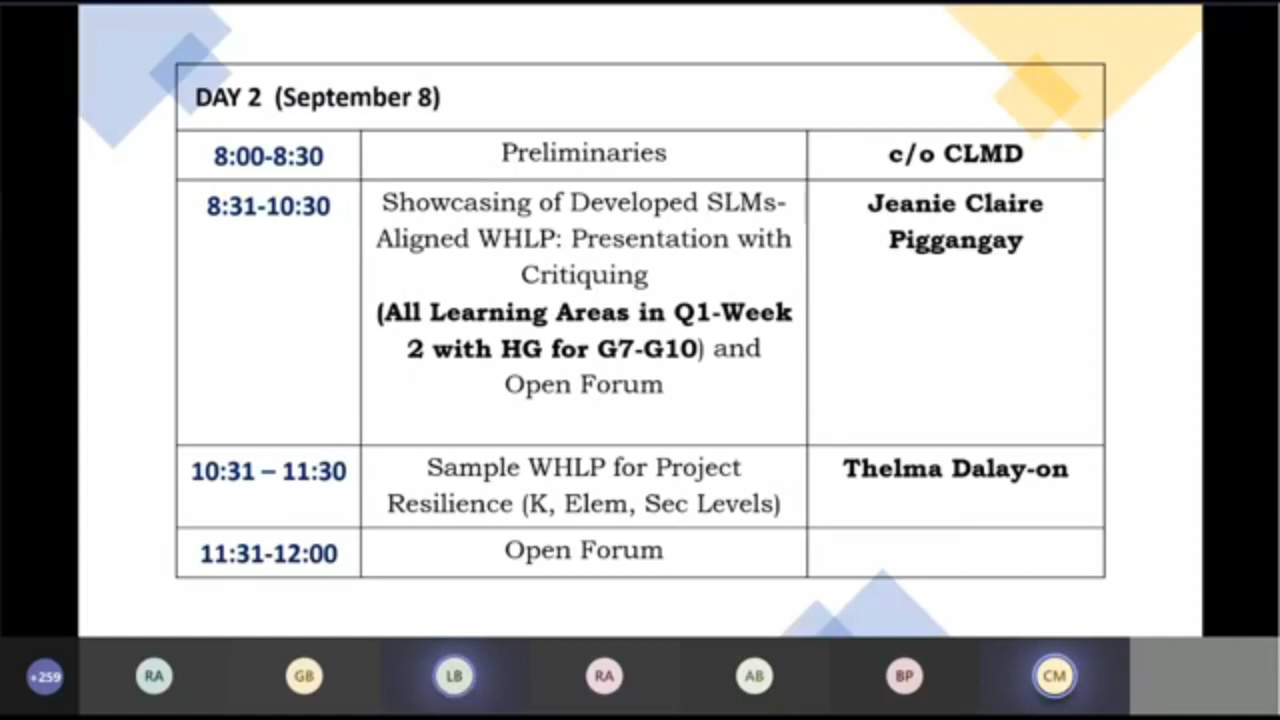 DAY 2 (September 8)
8:00-8:30
Preliminaries
c/o CLMD
8:31-10:30
Showcasing of Developed SLMs-
Aligned WHLP: Presentation with
Critiquing
(All Learning Areas in Q1-Week
2 with HG for G7-G10) and
Open Forum
Jeanie Claire
Piggangay
10:31 – 11:30
Sample WHLP for Project
Resilience (K, Elem, Sec Levels)
Thelma Dalay-on
11:31-12:00
Open Forum
+259
RA
GB
LB
RA
AB
BP
CM